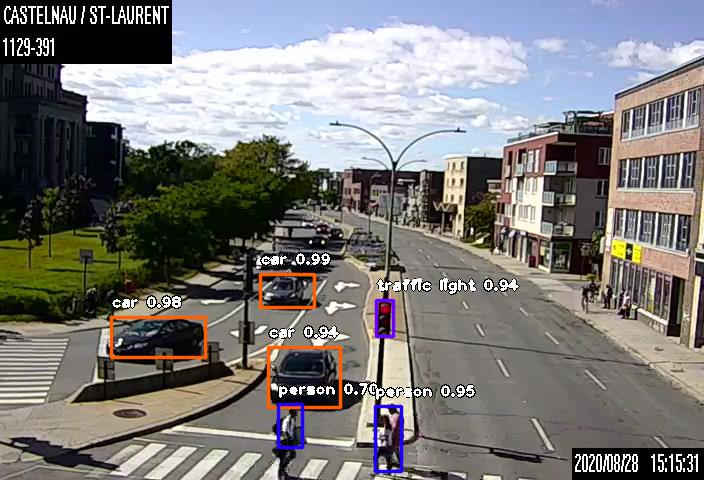 CASTELNAU / ST-LAURENT
1129-391
car 0.99
traffic light 0.94
car 0.98
car 0.94
person 0.70
person 0.95
2020/08/28 15:15:31